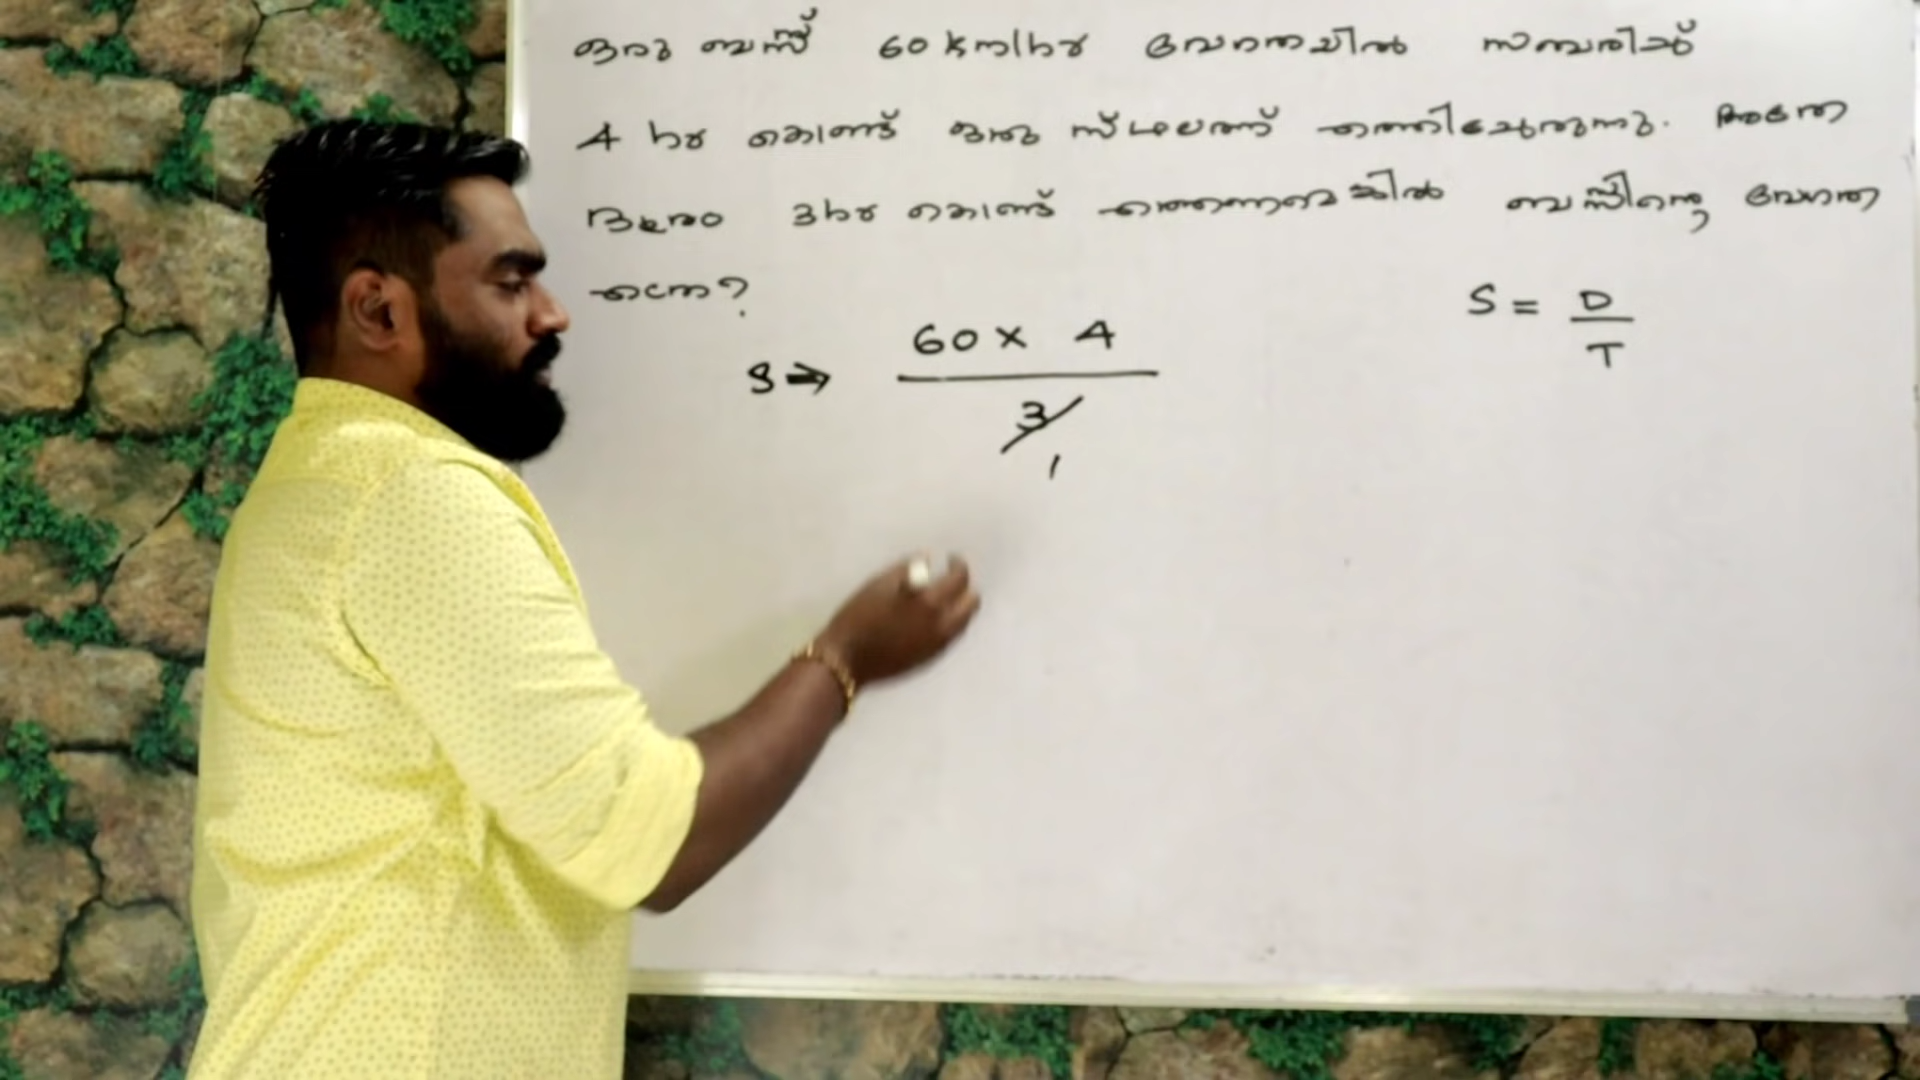 ഒരു ബസ്സ് 60 km/hr വേഗതയിൽ സഞ്ചരിച്ച്
4 hr കൊണ്ട് ഒരു സ്ഥലത്ത് എത്തിച്ചേരുന്നു. അതേ
ദൂരം 3hr കൊണ്ട് എത്തണമെങ്കിൽ ബസ്സിന്റെ വേഗത
എത്ര?
S = D / T
S ⇒ 60 × 4 / 3
1